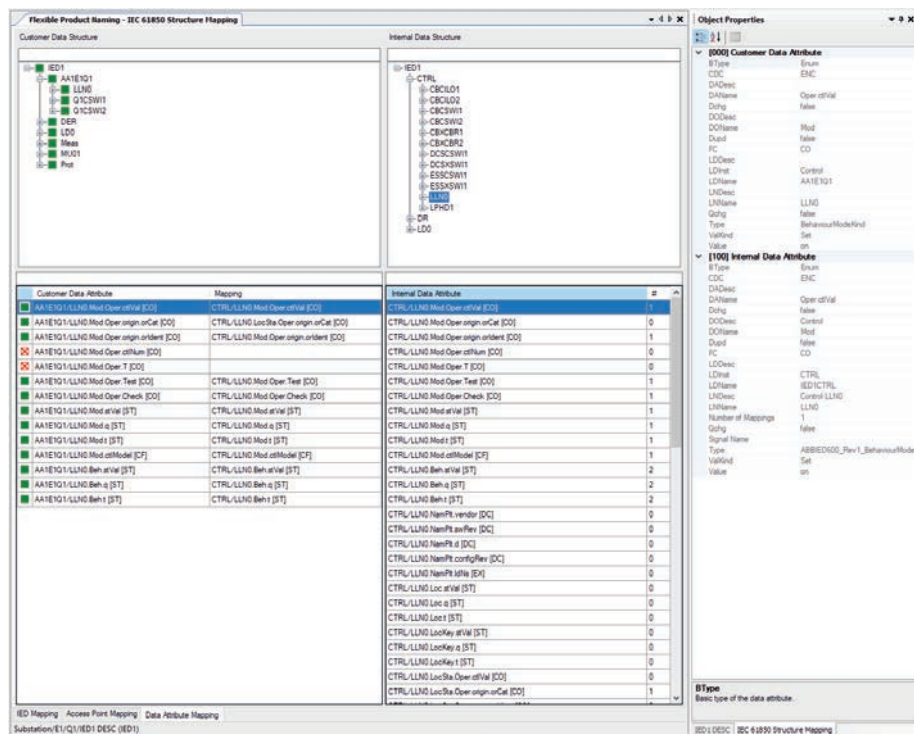 Flexible Product Naming - IEC 61850 Structure Mapping
Customer Data Structure
IED1
AA1E1Q1
LLN0
Q1CSWI1
Q1CSWI2
DER
LD0
Meas
MU01
Prot
Internal Data Structure
IED1
CTRL
CBCILO1
CBCILO2
CBCSWI1
CBCSWI2
CBXCBR1
CBXCBR2
DCSCSWI1
DCSXSWI1
ESSCSWI1
ESSXSWI1
LLN0
LPHD1
DR
LD0
Customer Data Attribute Mapping
AA1E1Q1/LLN0.Mod.Oper.ctlVal [CO] CTRL/LLN0.Mod.Oper.ctlVal [CO]
AA1E1Q1/LLN0.Mod.Oper.origin.orCat [CO] CTRL/LocSta.Oper.origin.orCat [CO]
AA1E1Q1/LLN0.Mod.Oper.origin.orIdent [CO] CTRL/LLN0.Mod.Oper.origin.orIdent [CO]
AA1E1Q1/LLN0.Mod.Oper.ctlNum [CO]
AA1E1Q1/LLN0.Mod.Oper.T [CO]
AA1E1Q1/LLN0.Mod.Oper.Test [CO] CTRL/LLN0.Mod.Oper.Test [CO]
AA1E1Q1/LLN0.Mod.Oper.Check [CO] CTRL/LLN0.Mod.Oper.Check [CO]
AA1E1Q1/LLN0.Mod.stVal [ST] CTRL/LLN0.Mod.stVal [ST]
AA1E1Q1/LLN0.Mod.q [ST] CTRL/LLN0.Mod.q [ST]
AA1E1Q1/LLN0.Mod.t [ST] CTRL/LLN0.Mod.t [ST]
AA1E1Q1/LLN0.Mod.ctlModel [CF] CTRL/LLN0.Mod.ctlModel [CF]
AA1E1Q1/LLN0.Beh.stVal [ST] CTRL/LLN0.Beh.stVal [ST]
AA1E1Q1/LLN0.Beh.q [ST] CTRL/LLN0.Beh.q [ST]
AA1E1Q1/LLN0.Beh.t [ST] CTRL/LLN0.Beh.t [ST]
Internal Data Attribute #
CTRL/LLN0.Mod.Oper.ctlVal [CO] 1
CTRL/LLN0.Mod.Oper.origin.orCat [CO] 0
CTRL/LLN0.Mod.Oper.origin.orIdent [CO] 1
CTRL/LLN0.Mod.Oper.ctlNum [CO] 0
CTRL/LLN0.Mod.Oper.T [CO] 0
CTRL/LLN0.Mod.Oper.Test [CO] 1
CTRL/LLN0.Mod.Oper.Check [CO] 1
CTRL/LLN0.Mod.stVal [ST] 1
CTRL/LLN0.Mod.q [ST] 1
CTRL/LLN0.Mod.t [ST] 1
CTRL/LLN0.Mod.ctlModel [CF] 1
CTRL/LLN0.Beh.stVal [ST] 2
CTRL/LLN0.Beh.q [ST] 2
CTRL/LLN0.Beh.t [ST] 2
CTRL/LLN0.NamPlt.vendor [DC] 0
CTRL/LLN0.NamPlt.swRev [DC] 0
CTRL/LLN0.NamPlt.d [DC] 0
CTRL/LLN0.NamPlt.configRev [DC] 0
CTRL/LLN0.NamPlt.ldNs [EX] 0
CTRL/LLN0.Loc.stVal [ST] 0
CTRL/LLN0.Loc.q [ST] 0
CTRL/LLN0.Loc.t [ST] 0
CTRL/LLN0.LocKey.stVal [ST] 0
CTRL/LLN0.LocKey.q [ST] 0
CTRL/LLN0.LocKey.t [ST] 0
CTRL/LLN0.LocSta.Oper.ctlVal [CO] 0
CTRL/LLN0.LocSta.Oper.origin.orCat [CO] 1
IED Mapping Access Point Mapping Data Attribute Mapping
Substation/E1/Q1/IED1 DESC (IED1)
Object Properties
[000] Customer Data Attribute
BType Enum
CDC ENC
DADesc
DAName Oper.ctlVal
Dchg false
DODesc
DOName Mod
Dupd false
FC CO
LDDesc
LDInst Control
LDName AA1E1Q1
LNDesc
LNName LLN0
Qchg false
Type BehaviourModeKind
ValKind Set
Value on
[100] Internal Data Attribute
BType Enum
CDC ENC
DADesc
DAName Oper.ctlVal
Dchg false
DODesc Control
DOName Mod
Dupd false
FC CO
LDDesc
LDInst CTRL
LDName IED1CTRL
LNDesc Control LLN0
LNName LLN0
Number of Mappings 1
Qchg false
Signal Name
Type ABBIED600_Rev1_BehaviourMode
ValKind Set
Value on
BType
Basic type of the data attribute.
IED1 DESC IEC 61850 Structure Mapping